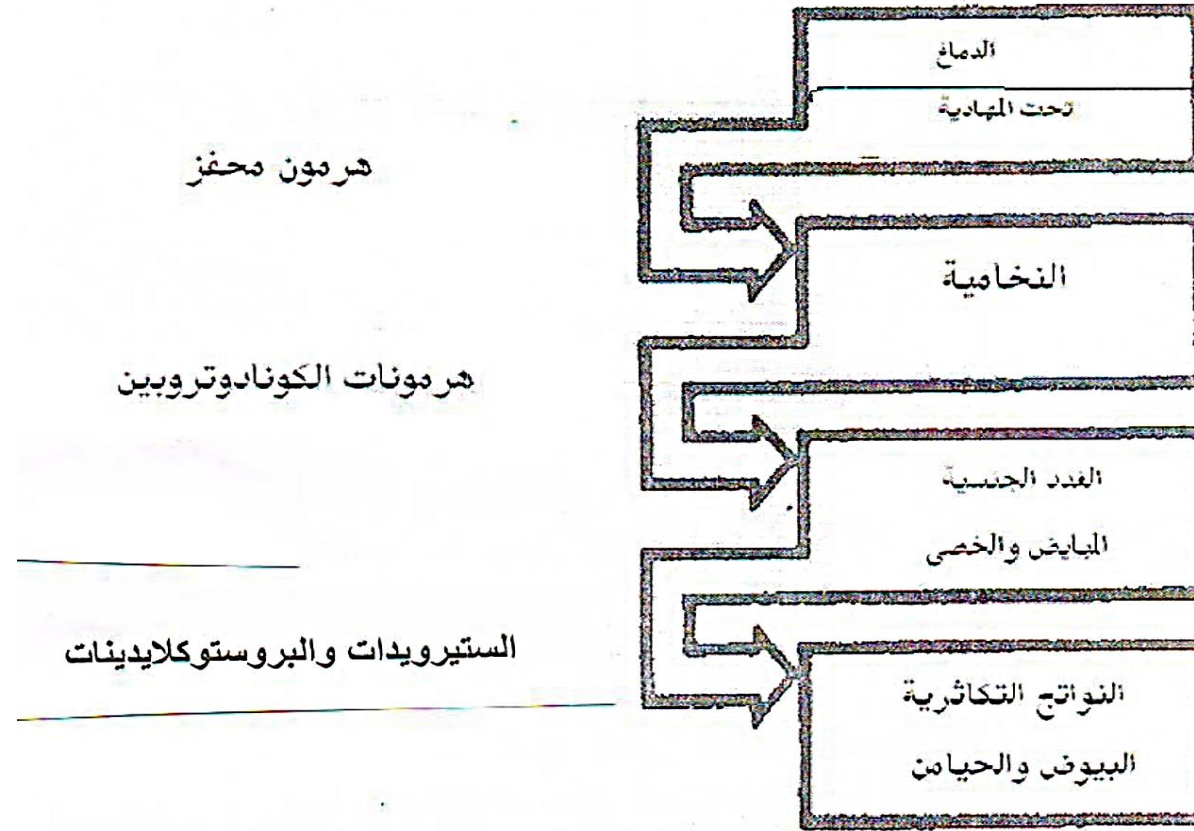 الدماغ
تحت المهادية
هرمون محفز
النخامية
هرمونات الكونادوتروبين
الغدد الجنسية
المبايض والخصى
الستيرويدات والبروستوكلايدينات
النواتج التكاثرية
البيوض والحيامن